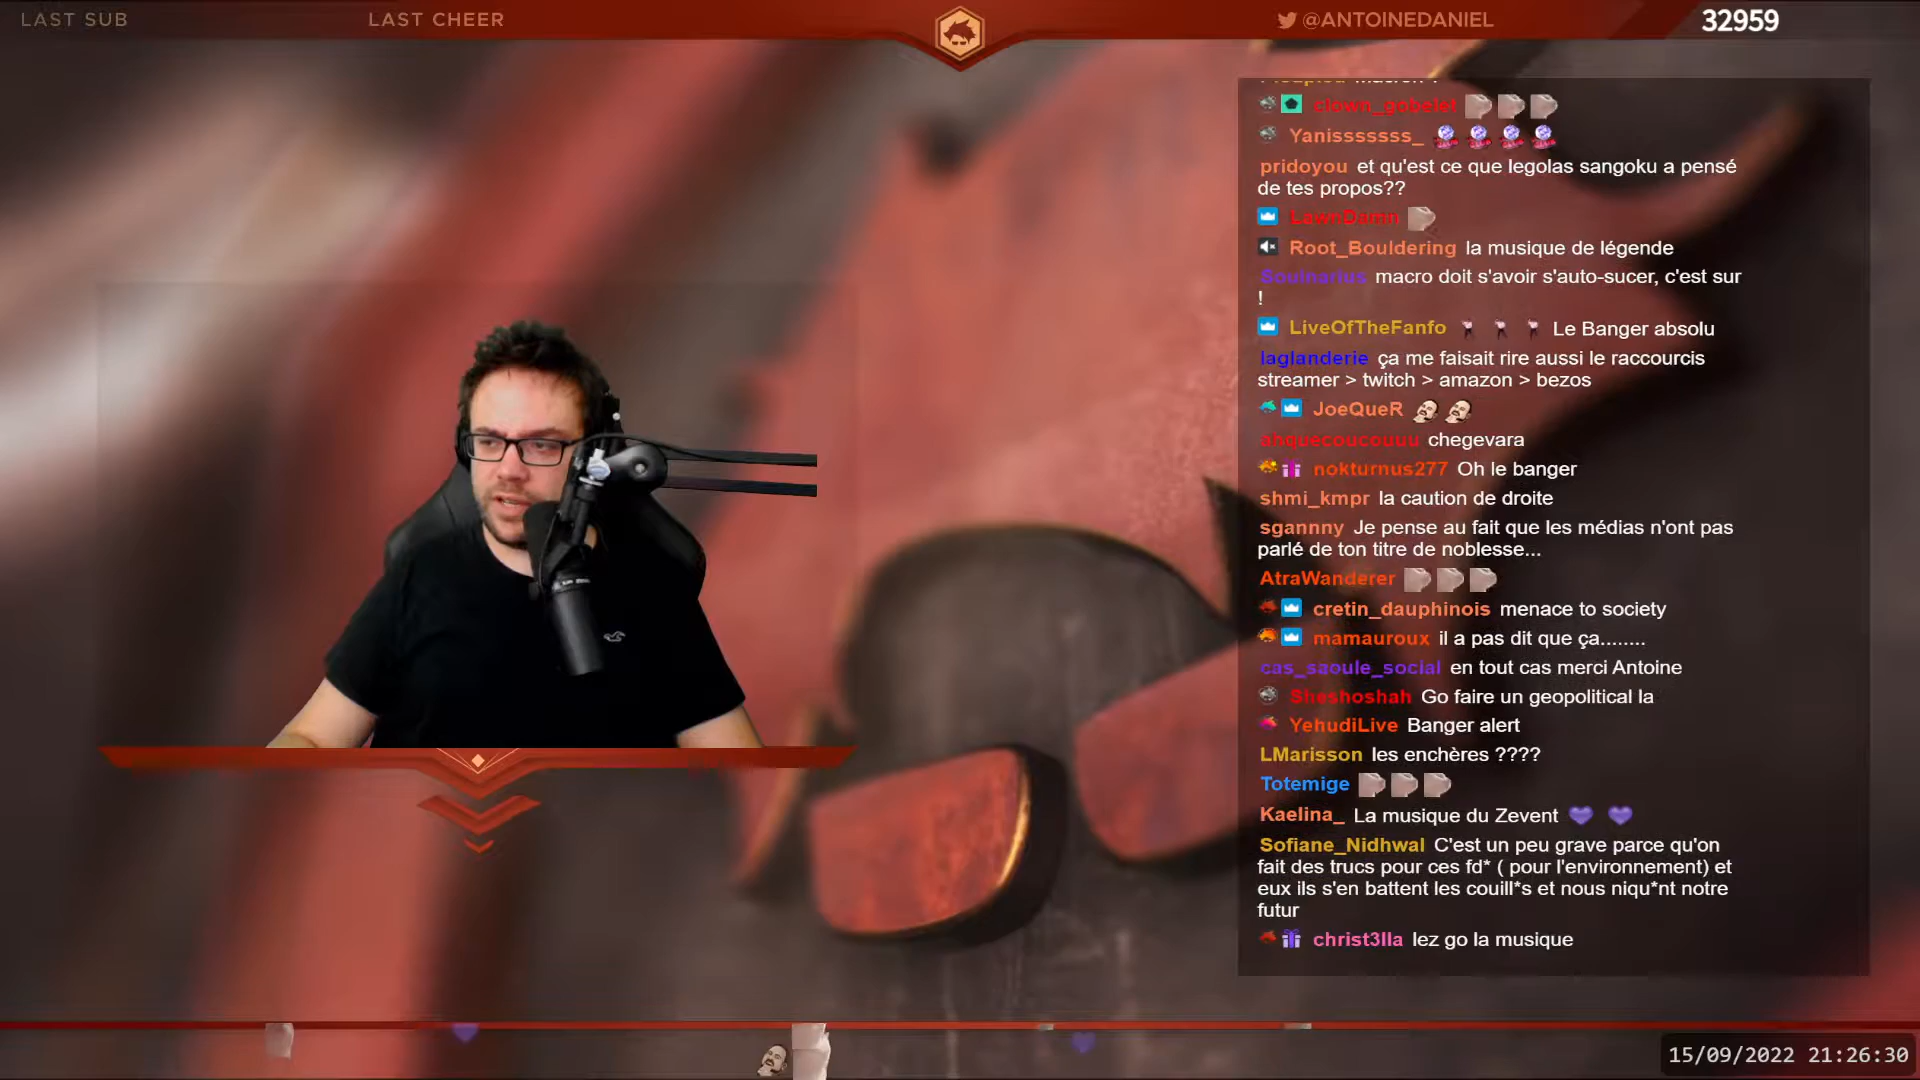 LAST SUB
LAST CHEER
@ANTOINEDANIEL
32959
clown_gobelet
Yanisssssss_
pridoyou et qu'est ce que legolas sangoku a pensé
de tes propos??
LawnDamn
Root_Bouldering la musique de légende
Soulnarius macro doit s'avoir s'auto-sucer, c'est sur
!
LiveOfTheFanfo Le Banger absolu
laglanderie ça me faisait rire aussi le raccourcis
streamer > twitch > amazon > bezos
JoeQueR
ahquecoucouuu chegevara
nokturnus277 Oh le banger
shmi_kmpr la caution de droite
sgannny Je pense au fait que les médias n'ont pas
parlé de ton titre de noblesse...
AtraWanderer
cretin_dauphinois menace to society
mamauroux il a pas dit que ça........
cas_saoule_social en tout cas merci Antoine
Sheshoshah Go faire un geopolitical la
YehudiLive Banger alert
LMarisson les enchères ????
Totemige
Kaelina_ La musique du Zevent
Sofiane_Nidhwal C'est un peu grave parce qu'on
fait des trucs pour ces fd* ( pour l'environnement) et
eux ils s'en battent les couill*s et nous niqu*nt notre
futur
christ3lla lez go la musique
15/09/2022 21:26:30